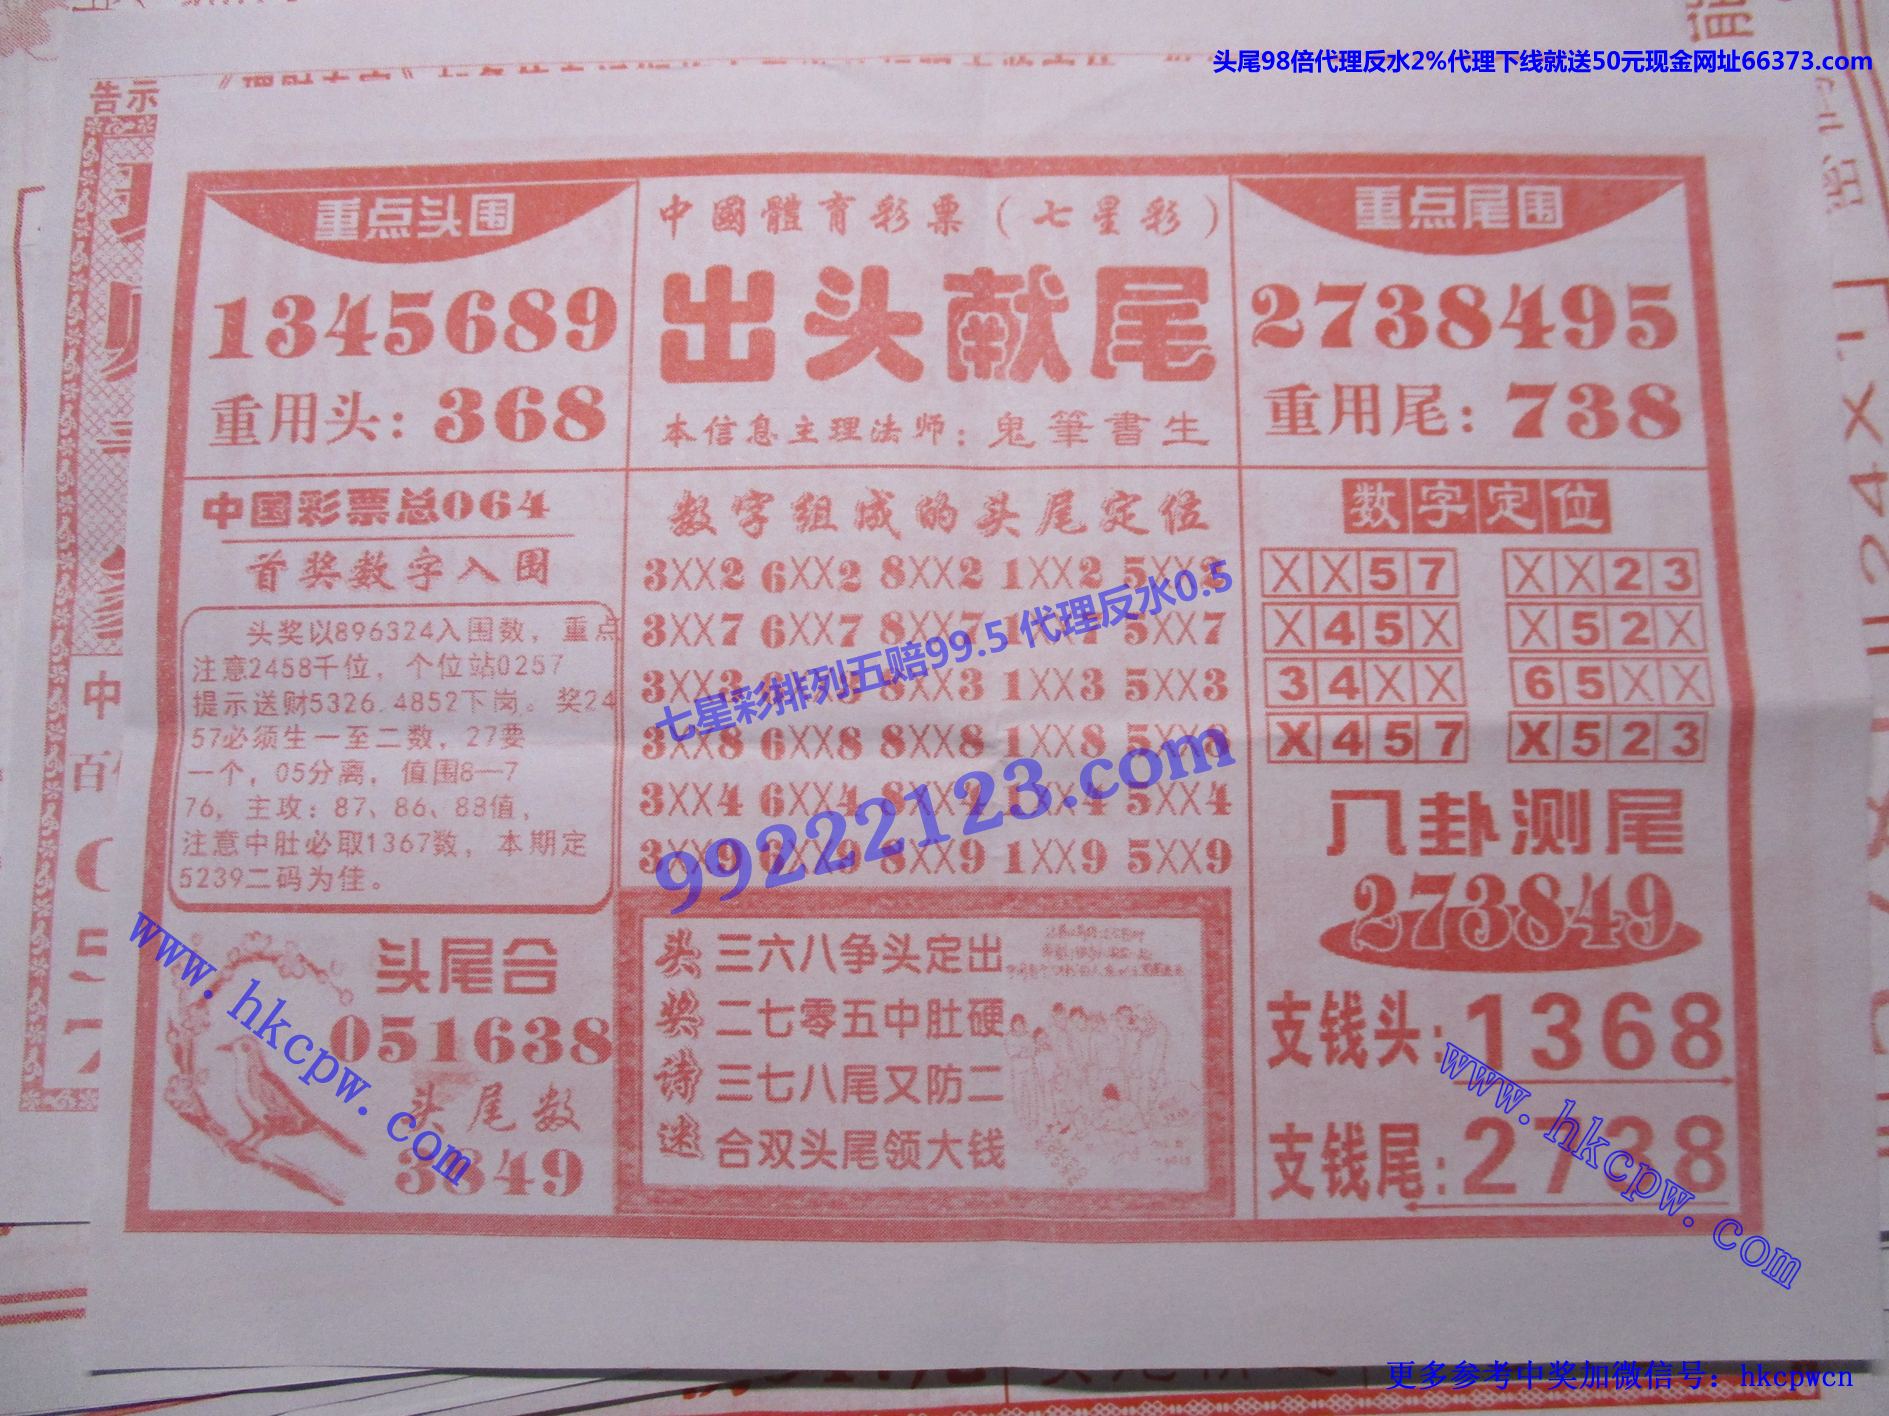 头尾98倍代理反水2%代理下线就送50元现金网址66373.com
告示
重点头围
1345689
重用头：368
中國體育彩票（七星彩）
出头献尾
本信息主理法师：鬼筆書生
重点尾围
2738495
重用尾：738
中国彩票总064
首奖数字入围
头奖以896324入围数，重点
注意2458千位，个位站0257
提示送财5326.4852下岗。奖24
57必须生一至二数，27要
一个，05分离，值围8—7
76，主攻：87、86、88值，
注意中肚必取1367数，本期定
5239二码为佳。
数字组成的头尾定位
3XX2 6XX2 8XX2 1XX2 5XX2
3XX7 6XX7 8XX7 1XX7 5XX7
3XX3 6XX3 8XX3 1XX3 5XX3
3XX8 6XX8 8XX8 1XX8 5XX8
3XX4 6XX4 8XX2 1XX4 5XX4
3XX9 6XX9 8XX9 1XX9 5XX9
七星彩排列五赔99.5 代理反水0.5
99222123.com
数字定位
XX57 XX23
X45X X52X
34XX 65XX
X457 X523
八卦测尾
273849
支钱头：1368
支钱尾：2738
头尾合
051638
头尾数
3849
头奖诗迷
三六八争头定出
二七零五中肚硬
三七八尾又防二
合双头尾领大钱
www.hkcpw.com
www.hkcpw.com
更多参考中奖加微信号：hkcpwcn